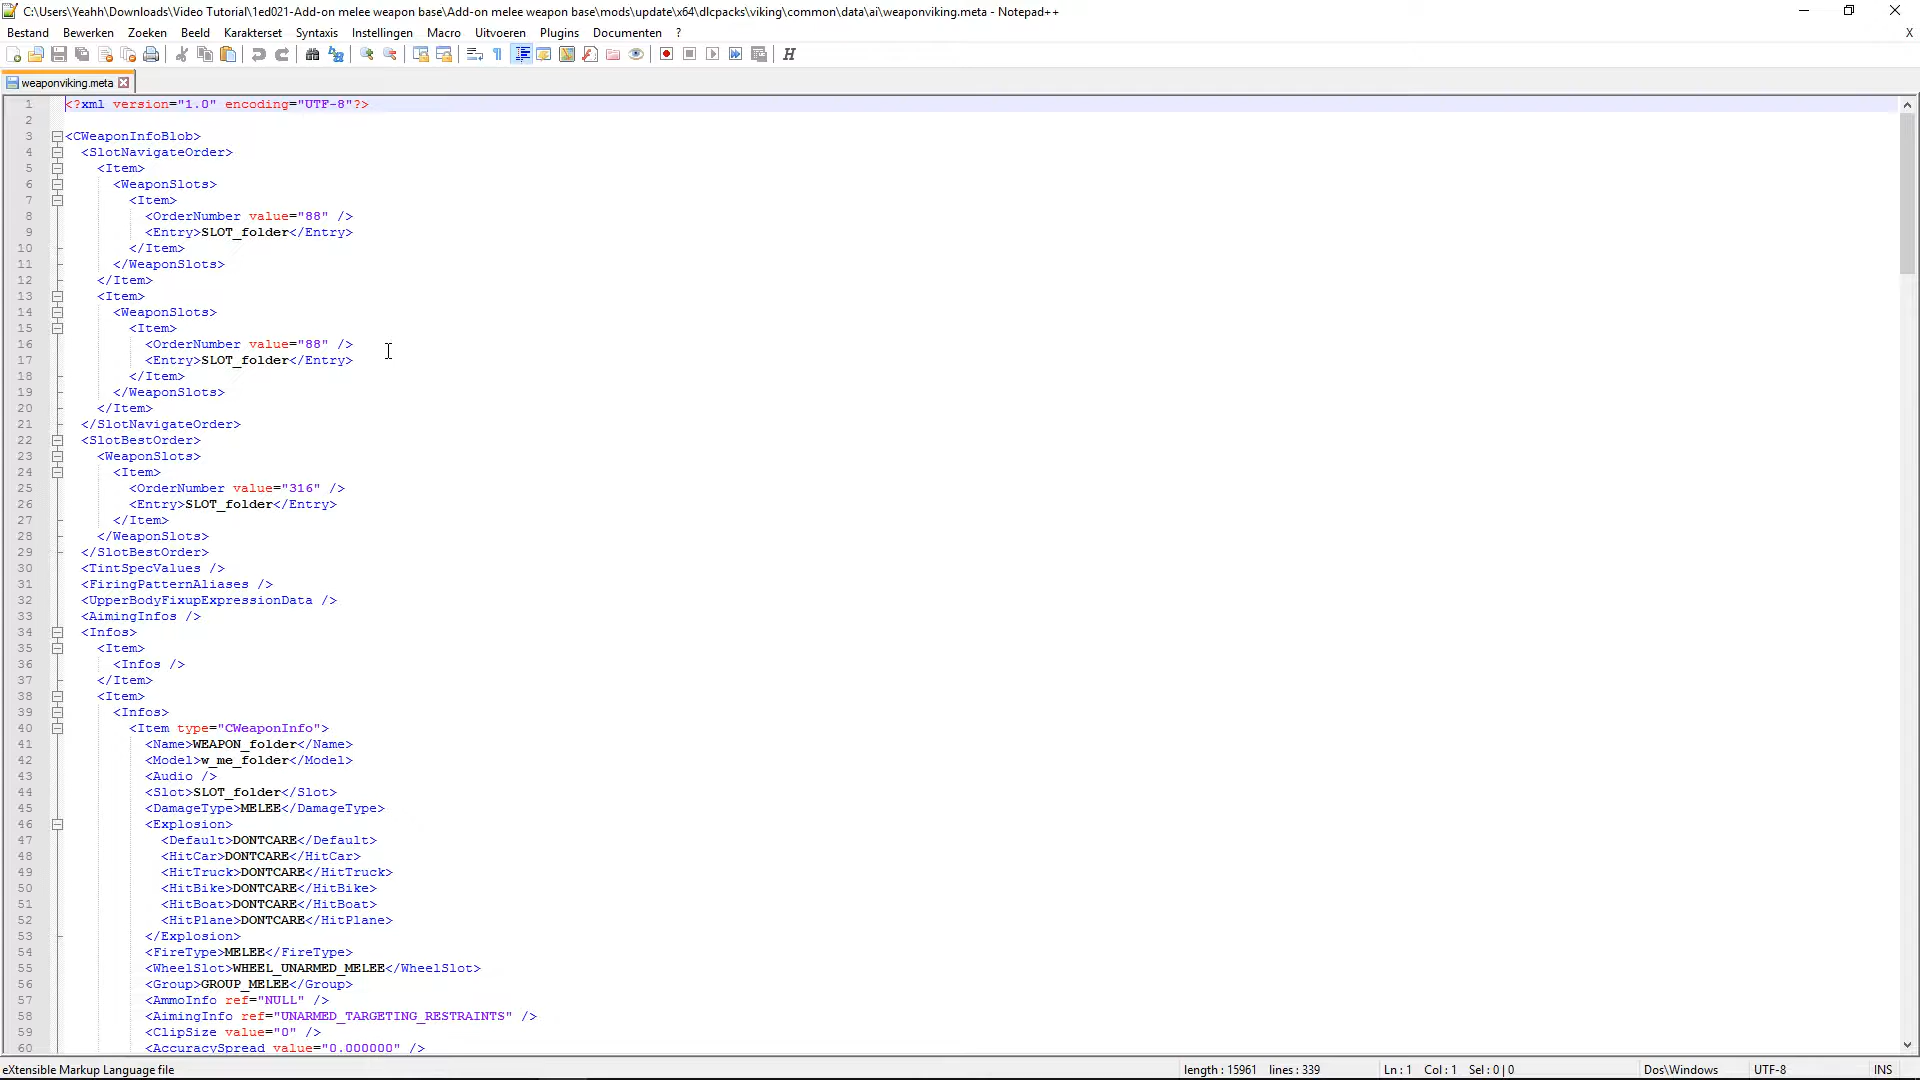 C:\Users\Yeahh\Downloads\Video Tutorial\1ed021-Add-on melee weapon base\Add-on melee weapon base\mods\update\x64\dlcpacks\viking\common\data\ai\weaponviking.meta - Notepad++
Bestand Bewerken Zoeken Beeld Karakterset Syntaxis Instellingen Macro Uitvoeren Plugins Documenten ? X
weaponviking.meta
1 <?xml version="1.0" encoding="UTF-8"?>
2
3 <CWeaponInfoBlob>
4 <SlotNavigateOrder>
5 <Item>
6 <WeaponSlots>
7 <Item>
8 <OrderNumber value="88" />
9 <Entry>SLOT_folder</Entry>
10 </Item>
11 </WeaponSlots>
12 </Item>
13 <Item>
14 <WeaponSlots>
15 <Item>
16 <OrderNumber value="88" />
17 <Entry>SLOT_folder</Entry>
18 </Item>
19 </WeaponSlots>
20 </Item>
21 </SlotNavigateOrder>
22 <SlotBestOrder>
23 <WeaponSlots>
24 <Item>
25 <OrderNumber value="316" />
26 <Entry>SLOT_folder</Entry>
27 </Item>
28 </WeaponSlots>
29 </SlotBestOrder>
30 <TintSpecValues />
31 <FiringPatternAliases />
32 <UpperBodyFixupExpressionData />
33 <AimingInfos />
34 <Infos>
35 <Item>
36 <Infos />
37 </Item>
38 <Item>
39 <Infos>
40 <Item type="CWeaponInfo">
41 <Name>WEAPON_folder</Name>
42 <Model>w_me_folder</Model>
43 <Audio />
44 <Slot>SLOT_folder</Slot>
45 <DamageType>MELEE</DamageType>
46 <Explosion>
47 <Default>DONTCARE</Default>
48 <HitCar>DONTCARE</HitCar>
49 <HitTruck>DONTCARE</HitTruck>
50 <HitBike>DONTCARE</HitBike>
51 <HitBoat>DONTCARE</HitBoat>
52 <HitPlane>DONTCARE</HitPlane>
53 </Explosion>
54 <FireType>MELEE</FireType>
55 <WheelSlot>WHEEL_UNARMED_MELEE</WheelSlot>
56 <Group>GROUP_MELEE</Group>
57 <AmmoInfo ref="NULL" />
58 <AimingInfo ref="UNARMED_TARGETING_RESTRAINTS" />
59 <ClipSize value="0" />
60 <AccuracySpread value="0.000000" />
eXtensible Markup Language file length : 15961 lines : 339 Ln : 1 Col : 1 Sel : 0 | 0 Dos\Windows UTF-8 INS